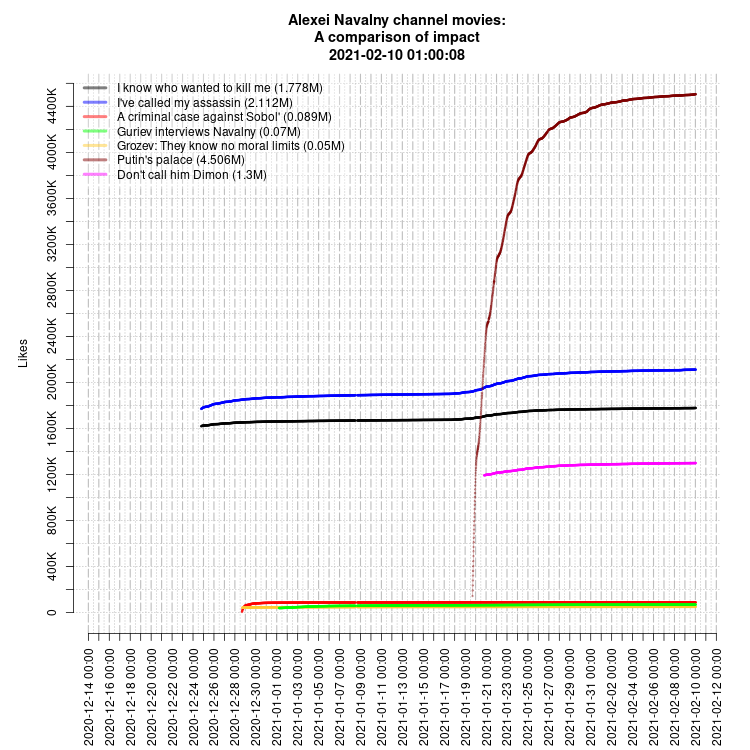 Alexei Navalny channel movies:
A comparison of impact
2021-02-10 01:00:08
I know who wanted to kill me (1.778M)
I've called my assassin (2.112M)
A criminal case against Sobol' (0.089M)
Guriev interviews Navalny (0.07M)
Grozev: They know no moral limits (0.05M)
Putin's palace (4.506M)
Don't call him Dimon (1.3M)
Likes
4400K
4000K
3600K
3200K
2800K
2400K
2000K
1600K
1200K
800K
400K
0
2020-12-14 00:00
2020-12-16 00:00
2020-12-18 00:00
2020-12-20 00:00
2020-12-22 00:00
2020-12-24 00:00
2020-12-26 00:00
2020-12-28 00:00
2020-12-30 00:00
2021-01-01 00:00
2021-01-03 00:00
2021-01-05 00:00
2021-01-07 00:00
2021-01-09 00:00
2021-01-11 00:00
2021-01-13 00:00
2021-01-15 00:00
2021-01-17 00:00
2021-01-19 00:00
2021-01-21 00:00
2021-01-23 00:00
2021-01-25 00:00
2021-01-27 00:00
2021-01-29 00:00
2021-01-31 00:00
2021-02-02 00:00
2021-02-04 00:00
2021-02-06 00:00
2021-02-08 00:00
2021-02-10 00:00
2021-02-12 00:00